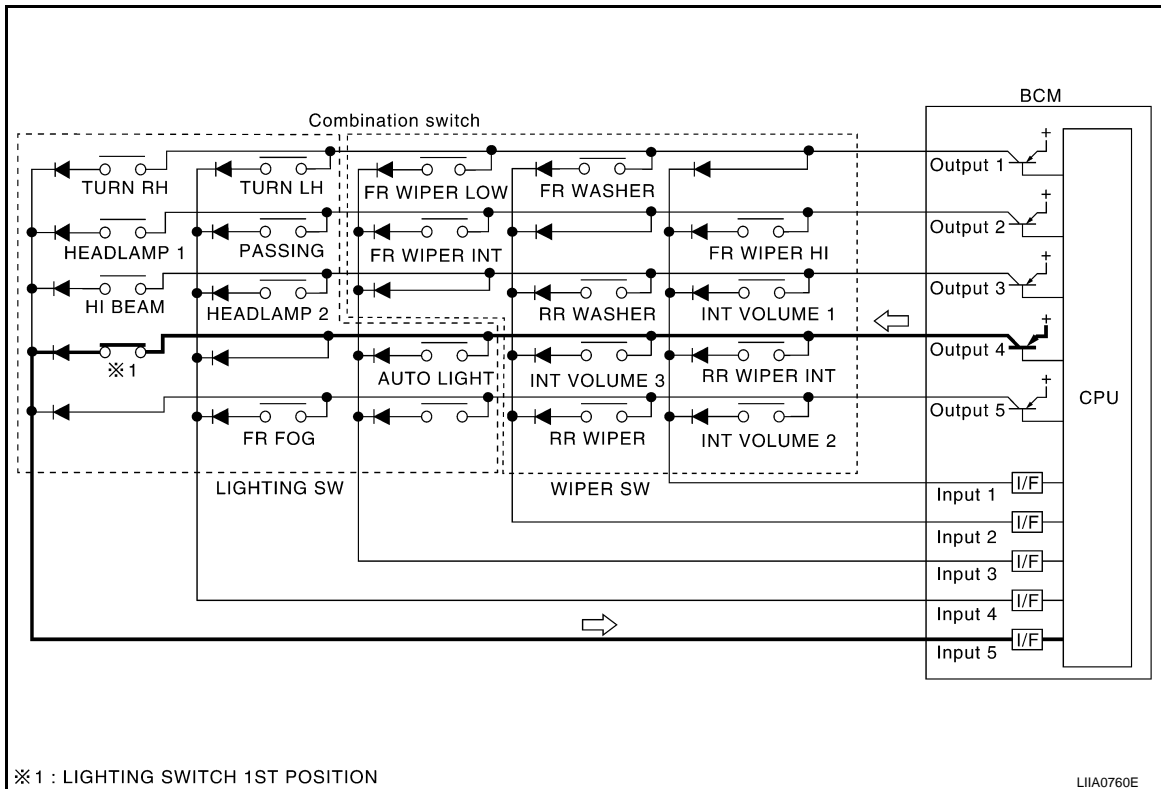 BCM
Combination switch
Output 1
TURN RH
TURN LH
FR WIPER LOW
FR WASHER
Output 2
HEADLAMP 1
PASSING
FR WIPER INT
FR WIPER HI
Output 3
HI BEAM
HEADLAMP 2
RR WASHER
INT VOLUME 1
Output 4
※1
AUTO LIGHT
INT VOLUME 3
RR WIPER INT
CPU
Output 5
FR FOG
RR WIPER
INT VOLUME 2
LIGHTING SW
WIPER SW
Input 1
I/F
Input 2
I/F
Input 3
I/F
Input 4
I/F
Input 5
I/F
※1 : LIGHTING SWITCH 1ST POSITION
LIIA0760E